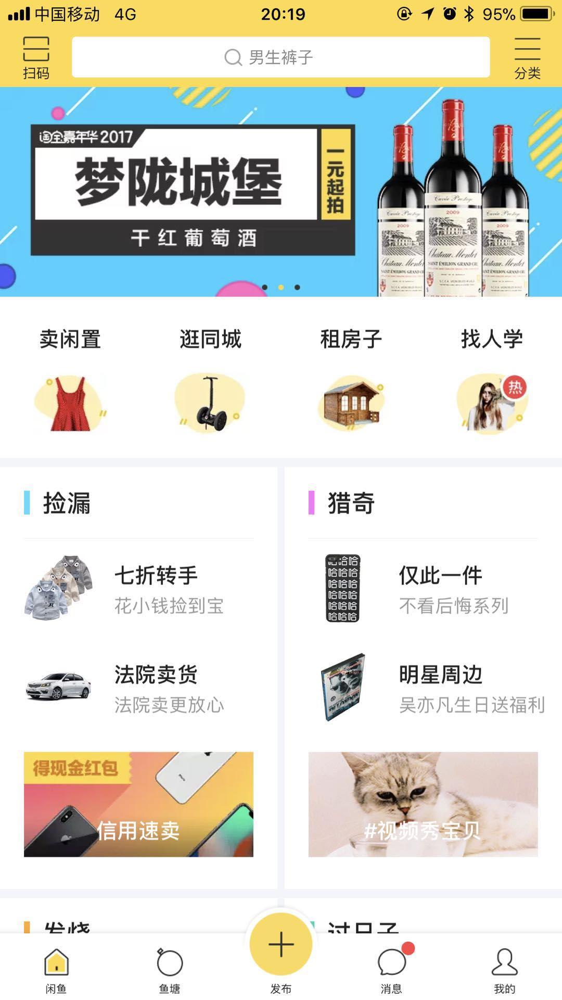 中国移动 4G 20:19 95%
扫码
男生裤子
分类
淘宝嘉年华2017
梦陇城堡
一元起拍
干红葡萄酒
Cuvée Prestige
2009
Château Montlet
SAINT EMILION GRAND CRU
卖闲置 逛同城 租房子 找人学
热
捡漏
七折转手
花小钱捡到宝
法院卖货
法院卖更放心
得现金红包
iPhone
信用速卖
猎奇
哈哈哈
哈哈哈
哈哈哈
哈哈哈
哈哈哈
哈哈哈
仅此一件
不看后悔系列
明星周边
吴亦凡生日送福利
#视频秀宝贝
发烧
过日子
闲鱼 鱼塘 发布 消息 我的